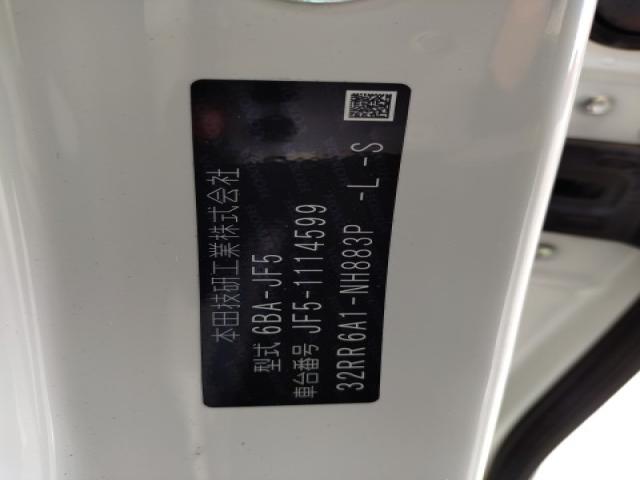 本田技研工業株式会社
型式 6BA-JF5
車台番号 JF5-1114599
32RR6A1-NH883P -L -S